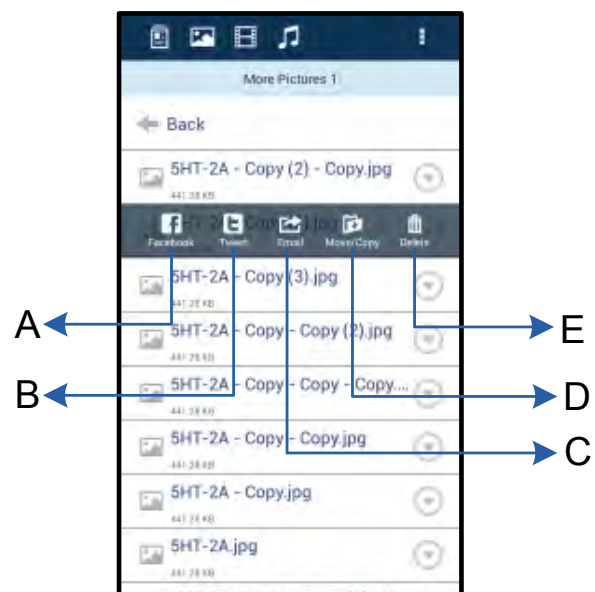 More Pictures 1
Back
5HT-2A - Copy (2) - Copy.jpg
441.28 KB
Facebook Tweet Email Move/Copy Delete
5HT-2A - Copy (3).jpg
441.28 KB
A
E
5HT-2A - Copy - Copy (2).jpg
441.28 KB
B
D
5HT-2A - Copy - Copy - Copy....
C
5HT-2A - Copy - Copy.jpg
441.28 KB
5HT-2A - Copy.jpg
441.28 KB
5HT-2A.jpg
441.28 KB